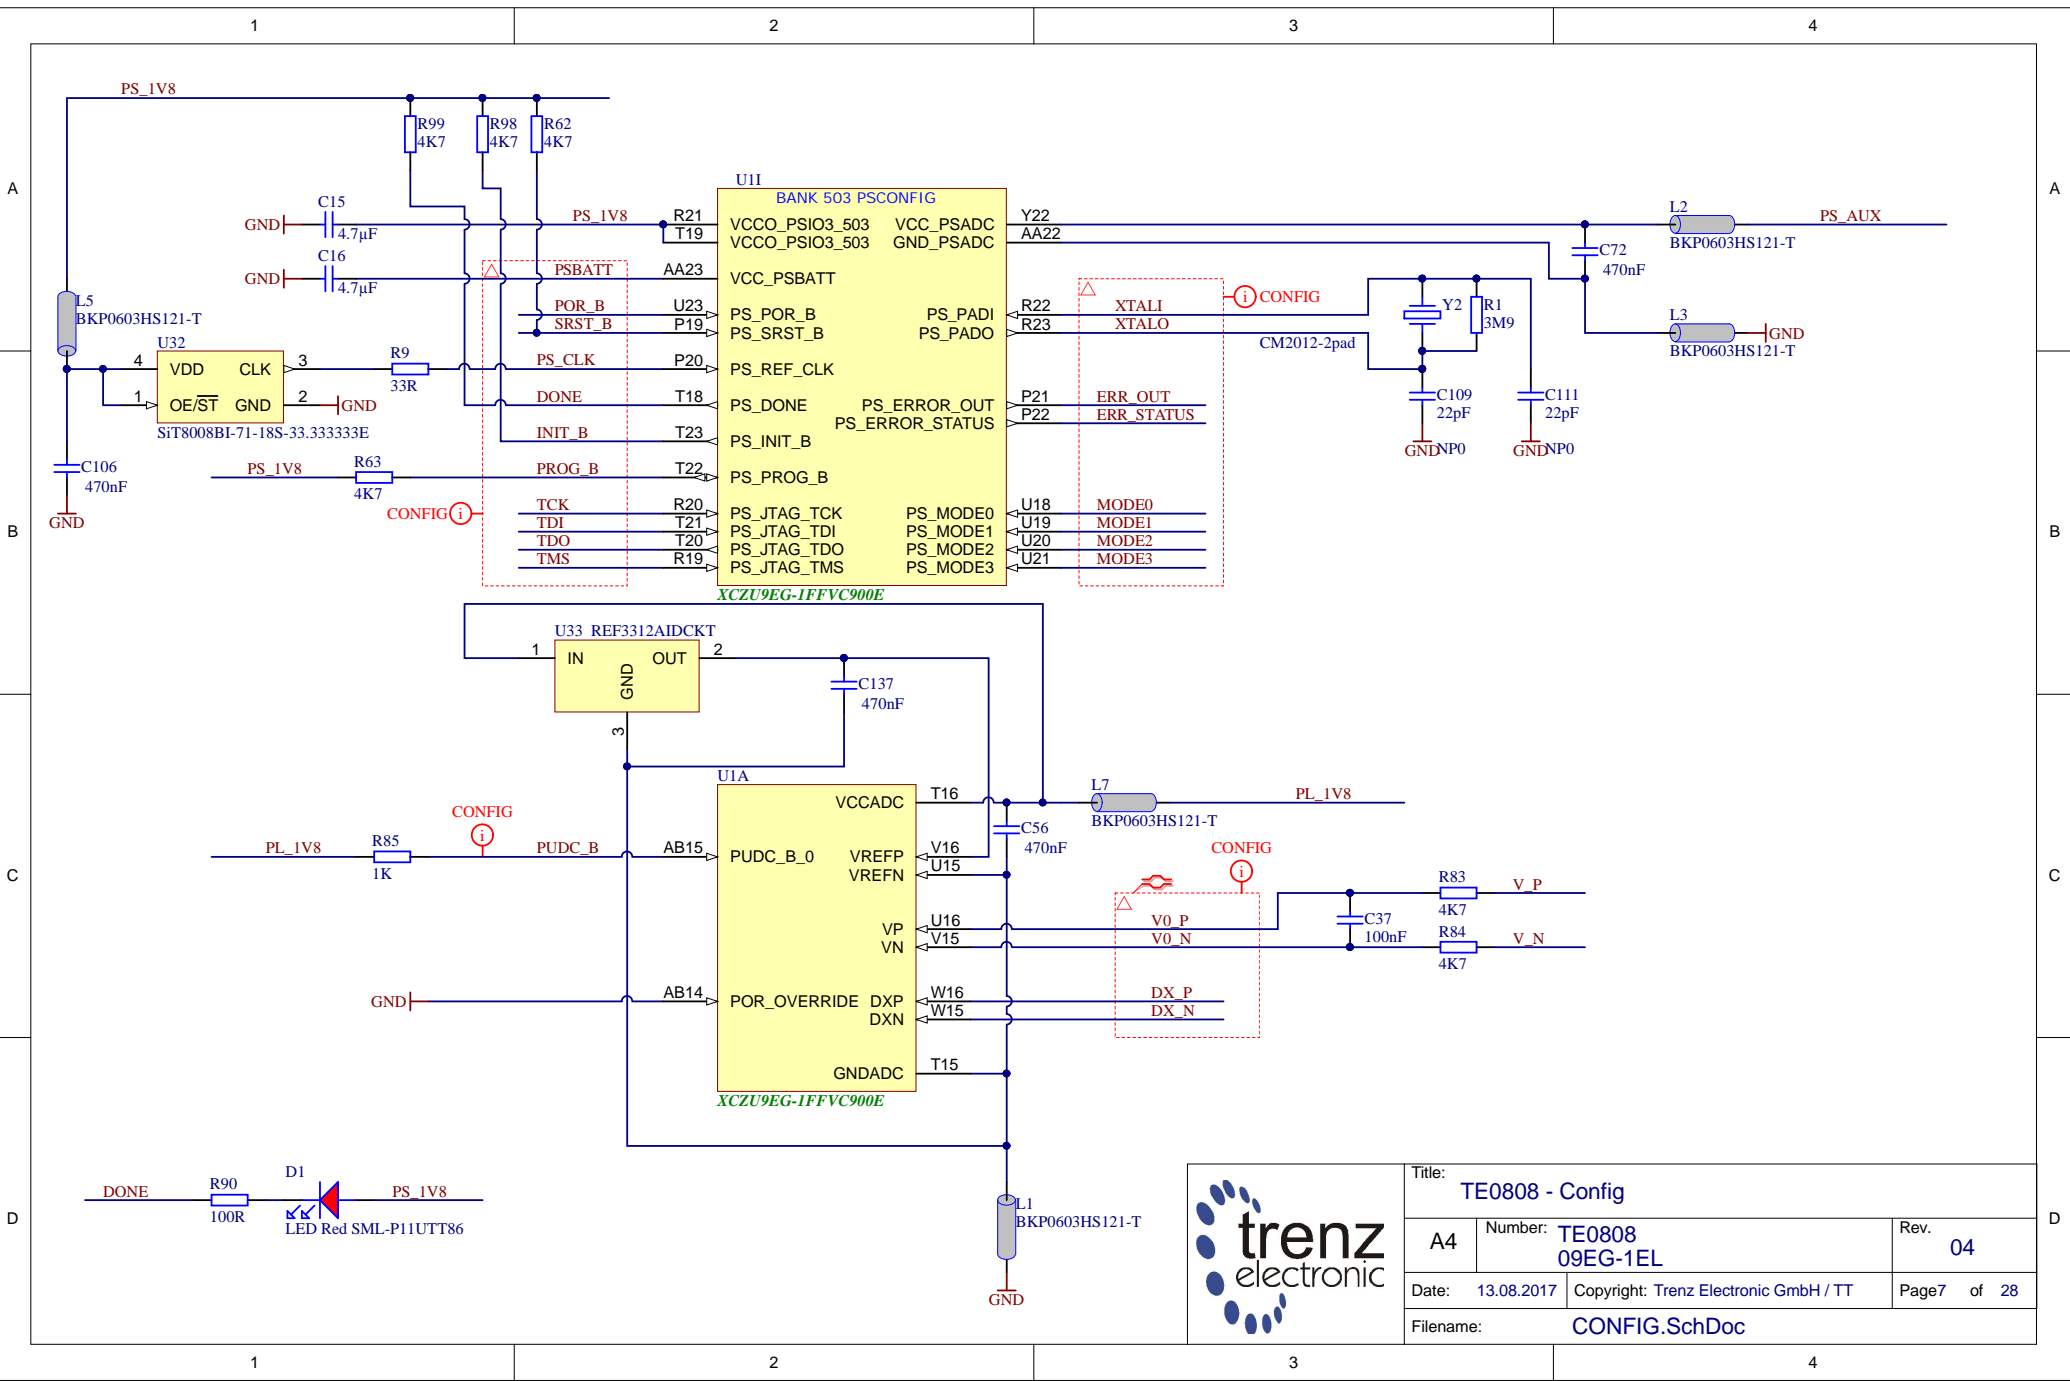 1 2 3 4
A A
B B
C C
D D
1 2 3 4
PS_1V8
R99
4K7
R98
4K7
R62
4K7
C15
4.7µF
GND
PS_1V8
C16
4.7µF
GND
PSBATT
POR_B
SRST_B
PS_CLK
DONE
INIT_B
PROG_B
TCK
TDI
TDO
TMS
CONFIG
L5
BKP0603HS121-T
U32
4 VDD CLK 3
1 OE/ST GND 2
GND
SiT8008BI-71-18S-33.333333E
R9
33R
C106
470nF
GND
PS_1V8
R63
4K7
U1I
BANK 503 PSCONFIG
R21 VCCO_PSIO3_503 VCC_PSADC Y22
T19 VCCO_PSIO3_503 GND_PSADC AA22
AA23 VCC_PSBATT
U23 PS_POR_B PS_PADI R22
P19 PS_SRST_B PS_PADO R23
P20 PS_REF_CLK
T18 PS_DONE PS_ERROR_OUT P21
PS_ERROR_STATUS P22
T23 PS_INIT_B
T22 PS_PROG_B
R20 PS_JTAG_TCK PS_MODE0 U18
T21 PS_JTAG_TDI PS_MODE1 U19
T20 PS_JTAG_TDO PS_MODE2 U20
R19 PS_JTAG_TMS PS_MODE3 U21
XCZU9EG-1FFVC900E
XTALI
XTALO
ERR_OUT
ERR_STATUS
MODE0
MODE1
MODE2
MODE3
CONFIG
CM2012-2pad
Y2
R1
3M9
C109
22pF
GND NP0
C111
22pF
GND NP0
L2
BKP0603HS121-T
PS_AUX
C72
470nF
L3
BKP0603HS121-T
GND
U33 REF3312AIDCKT
1 IN OUT 2
GND
3
C137
470nF
U1A
T16 VCCADC
AB15 PUDC_B_0 VREFP V16
VREFN U15
VP U16
VN V15
AB14 POR_OVERRIDE DXP W16
DXN W15
GNDADC T15
XCZU9EG-1FFVC900E
PL_1V8
R85
1K
CONFIG
PUDC_B
GND
L7
BKP0603HS121-T
PL_1V8
C56
470nF
CONFIG
V0_P
V0_N
DX_P
DX_N
C37
100nF
R83
4K7
V_P
R84
4K7
V_N
L1
BKP0603HS121-T
GND
DONE
R90
100R
D1
PS_1V8
LED Red SML-P11UTT86
trenz
electronic
Title:
TE0808 - Config
A4
Number: TE0808
09EG-1EL
Rev.
04
Date: 13.08.2017 Copyright: Trenz Electronic GmbH / TT Page7 of 28
Filename: CONFIG.SchDoc